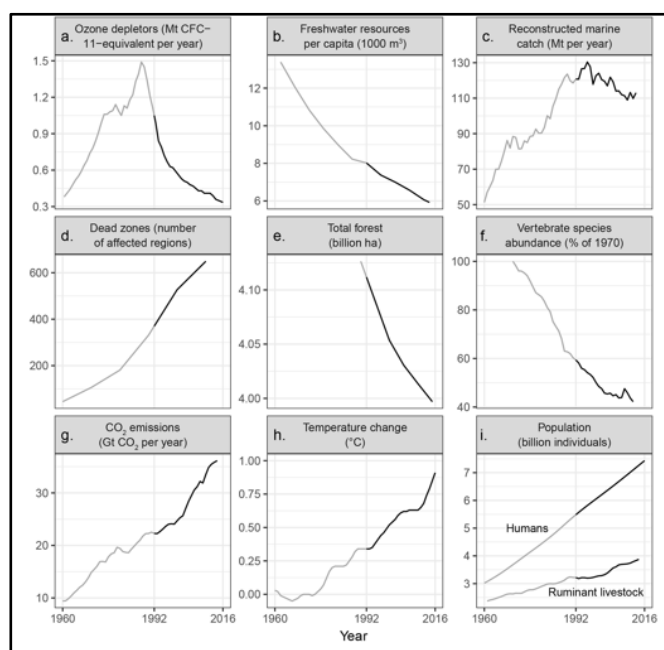 a. Ozone depletors (Mt CFC−
11−equivalent per year)
1.5
1.2
0.9
0.6
0.3
b. Freshwater resources
per capita (1000 m³)
12
10
8
6
c. Reconstructed marine
catch (Mt per year)
130
110
90
70
50
d. Dead zones (number
of affected regions)
600
400
200
e. Total forest
(billion ha)
4.10
4.05
4.00
f. Vertebrate species
abundance (% of 1970)
100
80
60
40
g. CO₂ emissions
(Gt CO₂ per year)
30
20
10
1960 1992 2016
h. Temperature change
(°C)
1.00
0.75
0.50
0.25
0.00
1960 1992 2016
i. Population
(billion individuals)
7
6
5
4
3
Humans
Ruminant livestock
1960 1992 2016
Year